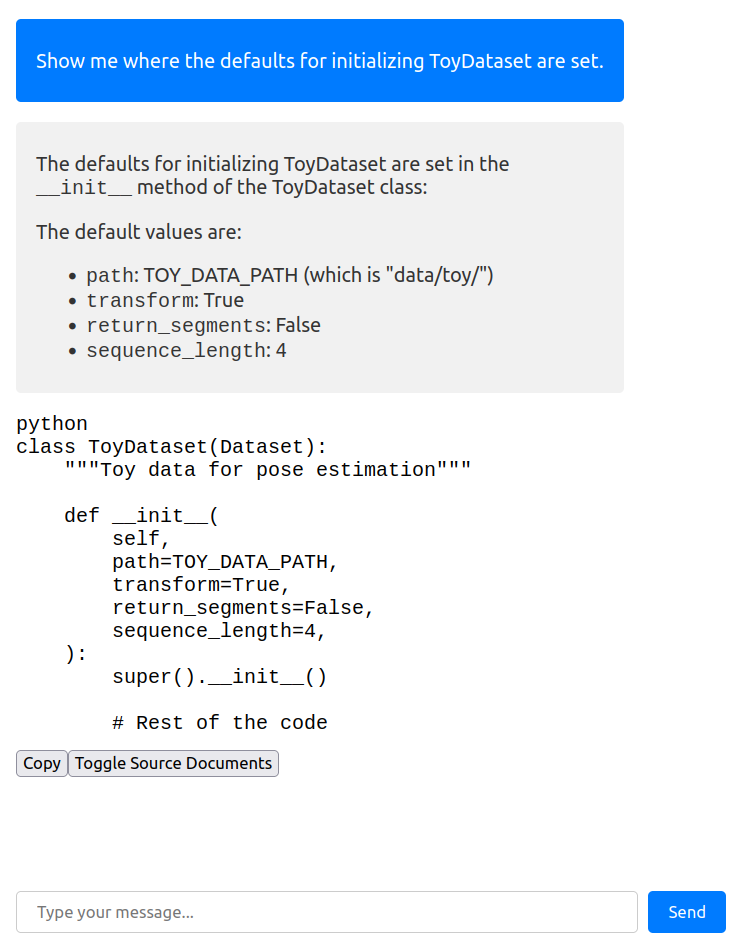 Show me where the defaults for initializing ToyDataset are set.
The defaults for initializing ToyDataset are set in the
__init__ method of the ToyDataset class:
The default values are:
• path: TOY_DATA_PATH (which is "data/toy/")
• transform: True
• return_segments: False
• sequence_length: 4
python
class ToyDataset(Dataset):
    """Toy data for pose estimation"""
    def __init__(
        self,
        path=TOY_DATA_PATH,
        transform=True,
        return_segments=False,
        sequence_length=4,
    ):
        super().__init__()
        # Rest of the code
Copy Toggle Source Documents
Type your message... Send